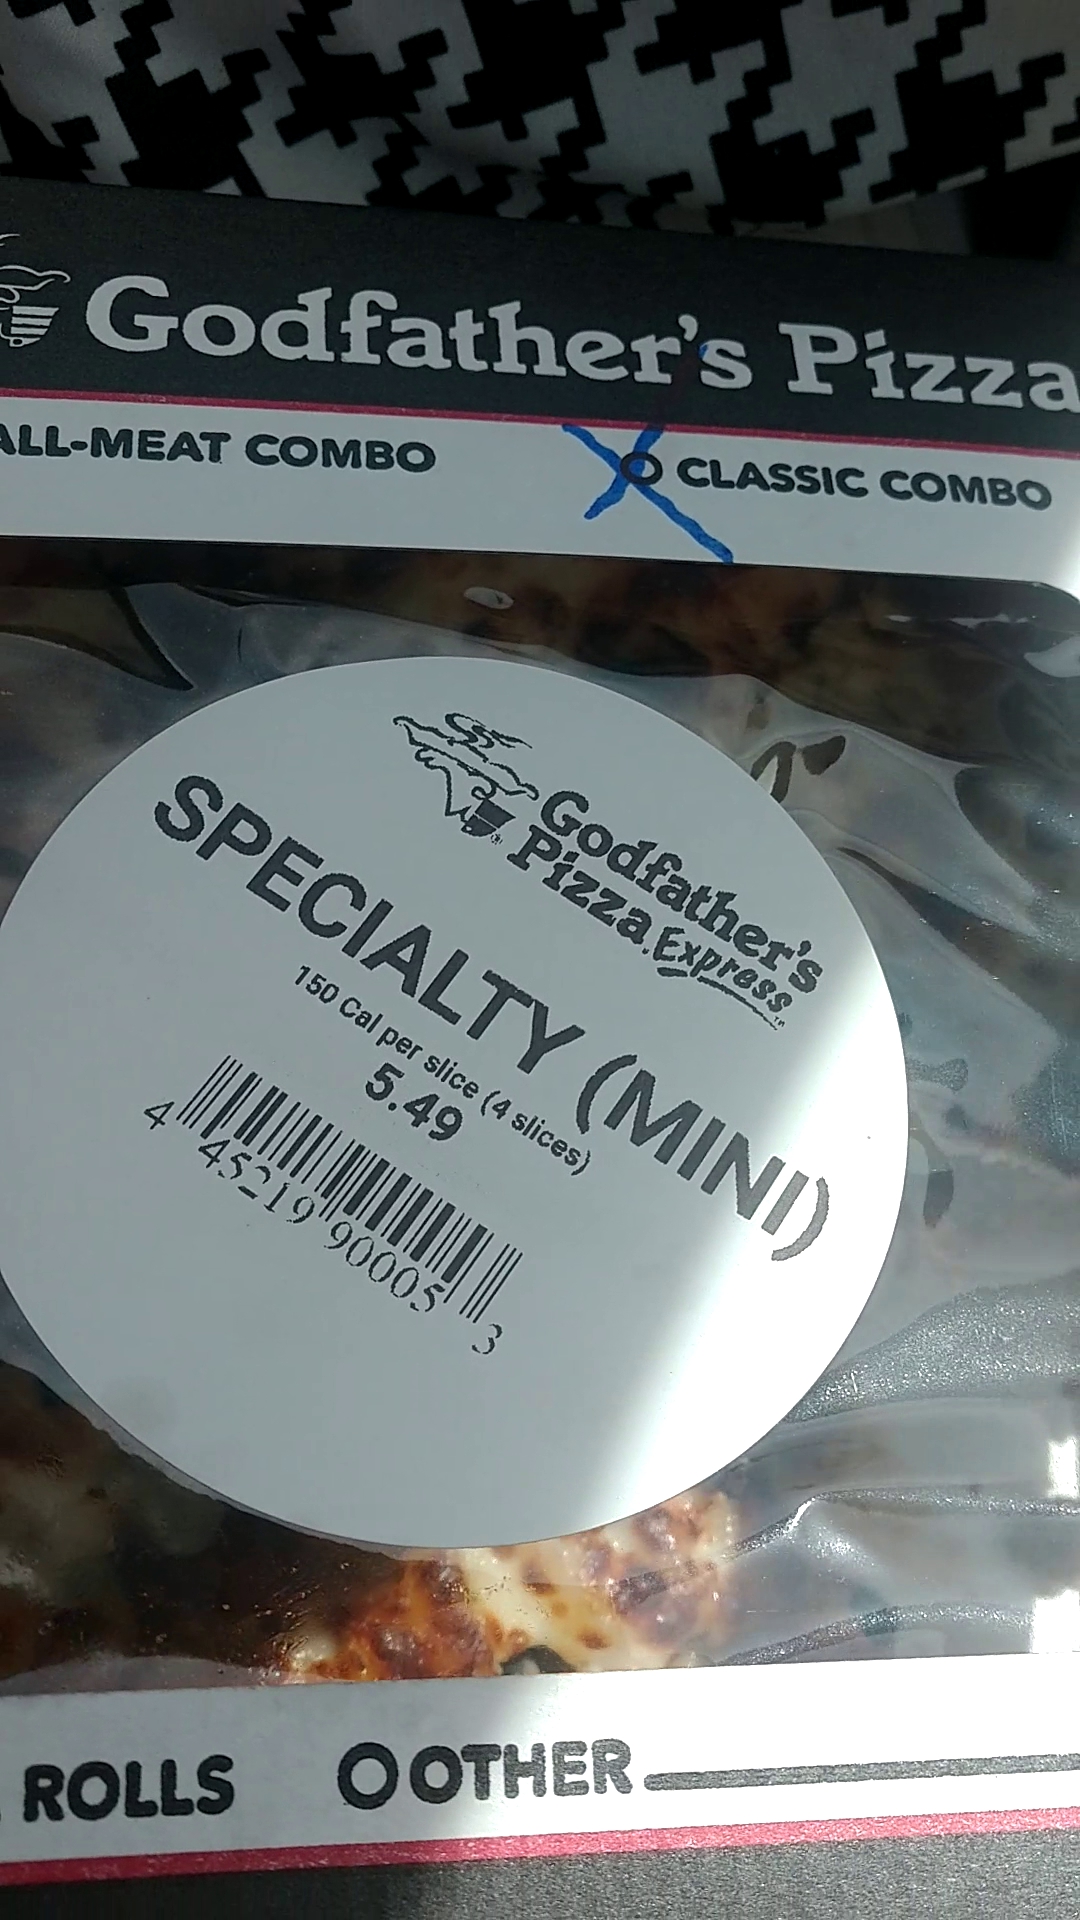 Godfather's Pizza
ALL-MEAT COMBO
CLASSIC COMBO
Godfather's
Pizza Express™
SPECIALTY (MINI)
150 Cal per slice (4 slices)
5.49
4 45219 90005 3
ROLLS
OTHER